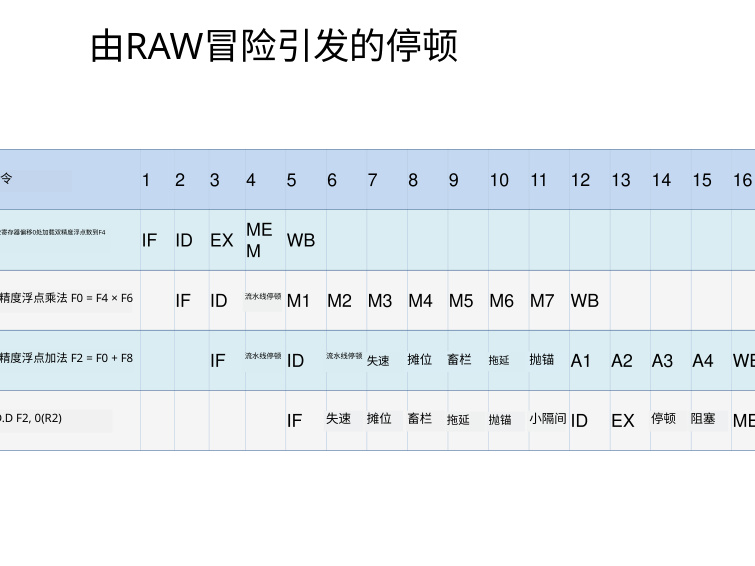 由RAW冒险引发的停顿
令 1 2 3 4 5 6 7 8 9 10 11 12 13 14 15 16
寄存器偏移0处加载双精度浮点数到F4 IF ID EX ME WB
M
精度浮点乘法 F0 = F4 × F6 IF ID 流水线停顿 M1 M2 M3 M4 M5 M6 M7 WB
精度浮点加法 F2 = F0 + F8 IF 流水线停顿 ID 流水线停顿 失速 摊位 畜栏 拖延 抛锚 A1 A2 A3 A4 WB
.D F2, 0(R2) IF 失速 摊位 畜栏 拖延 抛锚 小隔间 ID EX 停顿 阻塞 ME